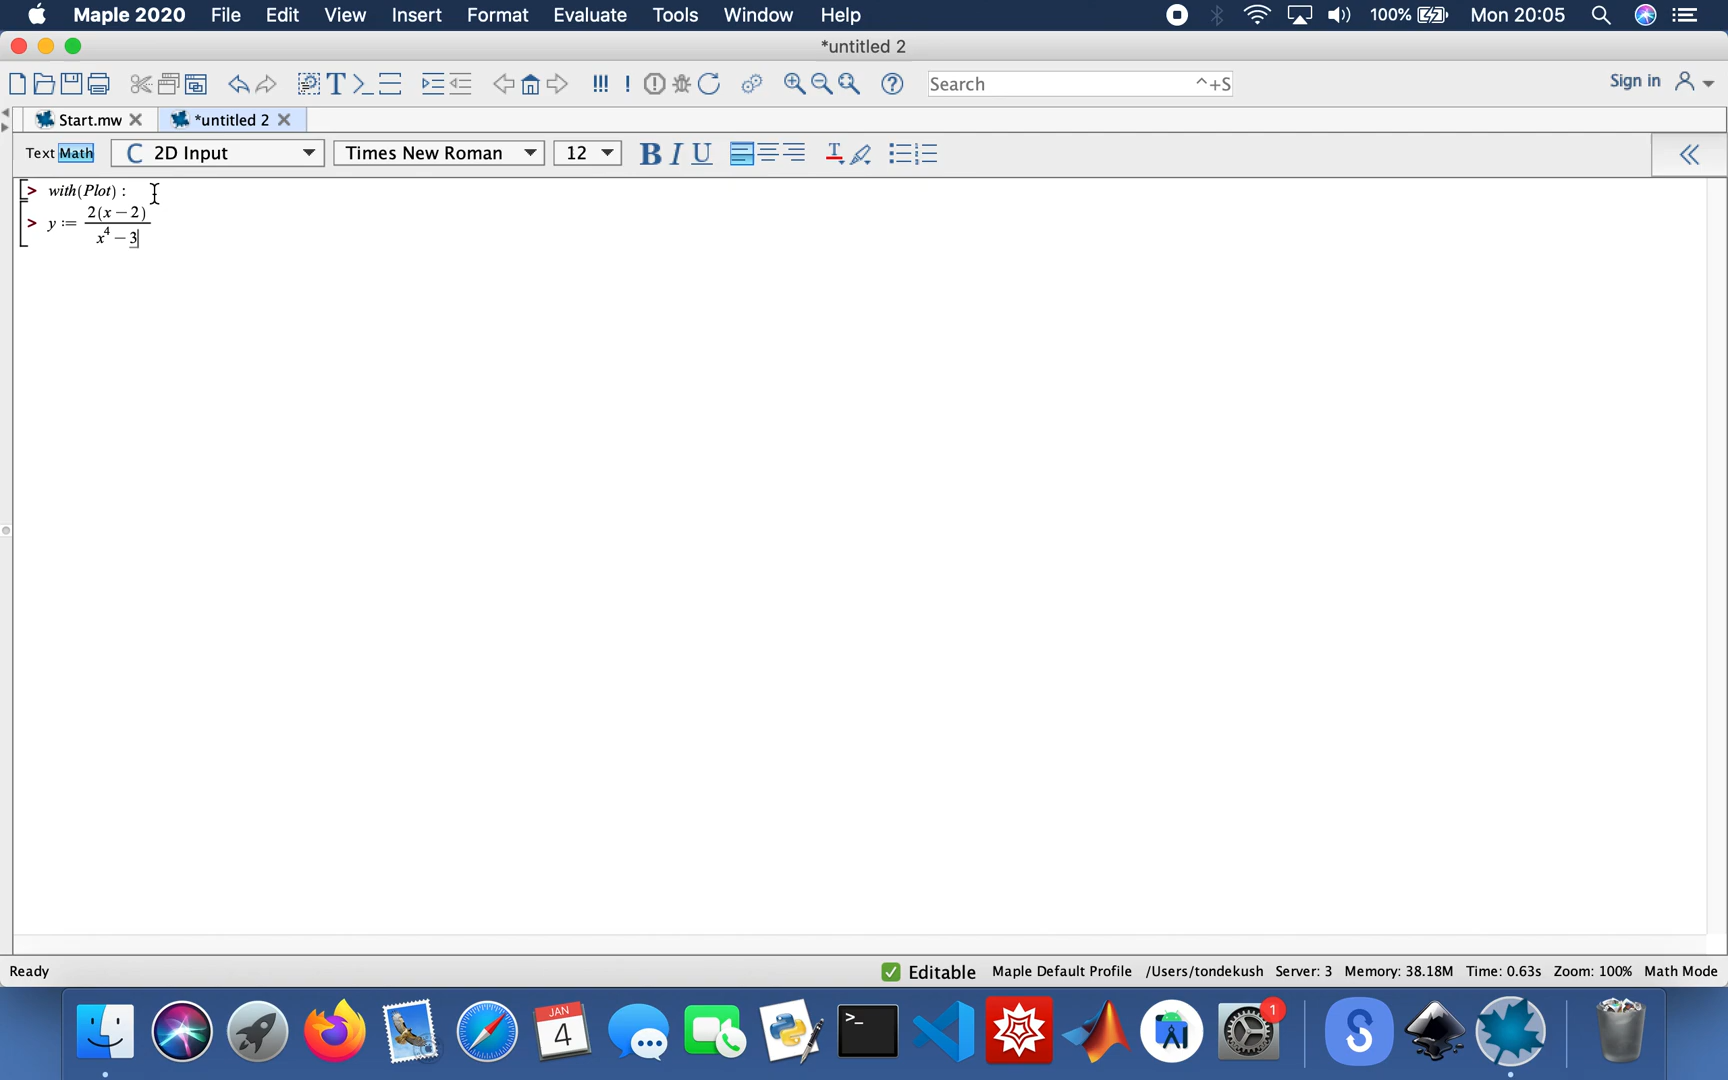 Maple 2020 File Edit View Insert Format Evaluate Tools Window Help 100% Mon 20:05
*untitled 2
Search ^+S Sign in
Start.mw *untitled 2
Text Math C 2D Input Times New Roman 12 B I U
> with(Plot) :
> y := 2(x − 2) / x^4 − 3
Ready Editable Maple Default Profile /Users/tondekush Server: 3 Memory: 38.18M Time: 0.63s Zoom: 100% Math Mode
JAN
4
1